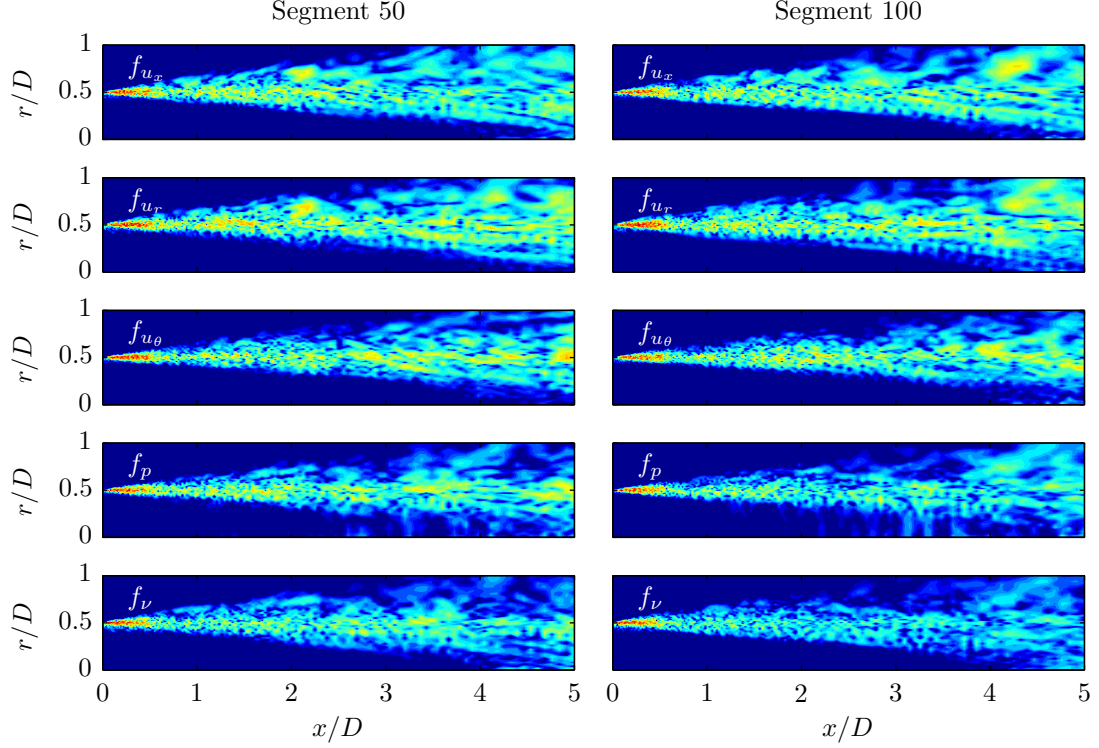 Segment 50 Segment 100
1 f_{u_x} f_{u_x}
r/D 0.5
0
1 f_{u_r} f_{u_r}
r/D 0.5
0
1 f_{u_θ} f_{u_θ}
r/D 0.5
0
1 f_p f_p
r/D 0.5
0
1 f_ν f_ν
r/D 0.5
0
0 1 2 3 4 5 0 1 2 3 4 5
x/D x/D